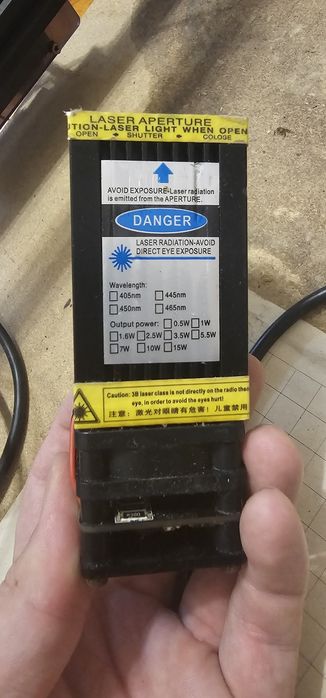 LASER APERTURE
UTION-LASER LIGHT WHEN OPEN
OPEN SHUTTER COLOSE
AVOID EXPOSURE-Laser radiation
is emitted from the APERTURE.
DANGER
LASER RADIATION-AVOID
DIRECT EYE EXPOSURE
Wavelength:
405nm 445nm
450nm 465nm
Output power: 0.5W 1W
1.6W 2.5W 3.5W 5.5W
7W 10W 15W
Caution: 3B laser class is not directly on the radio then
eye, in order to avoid the eyes hurt!
注意：激光对眼睛有危害！儿童禁用